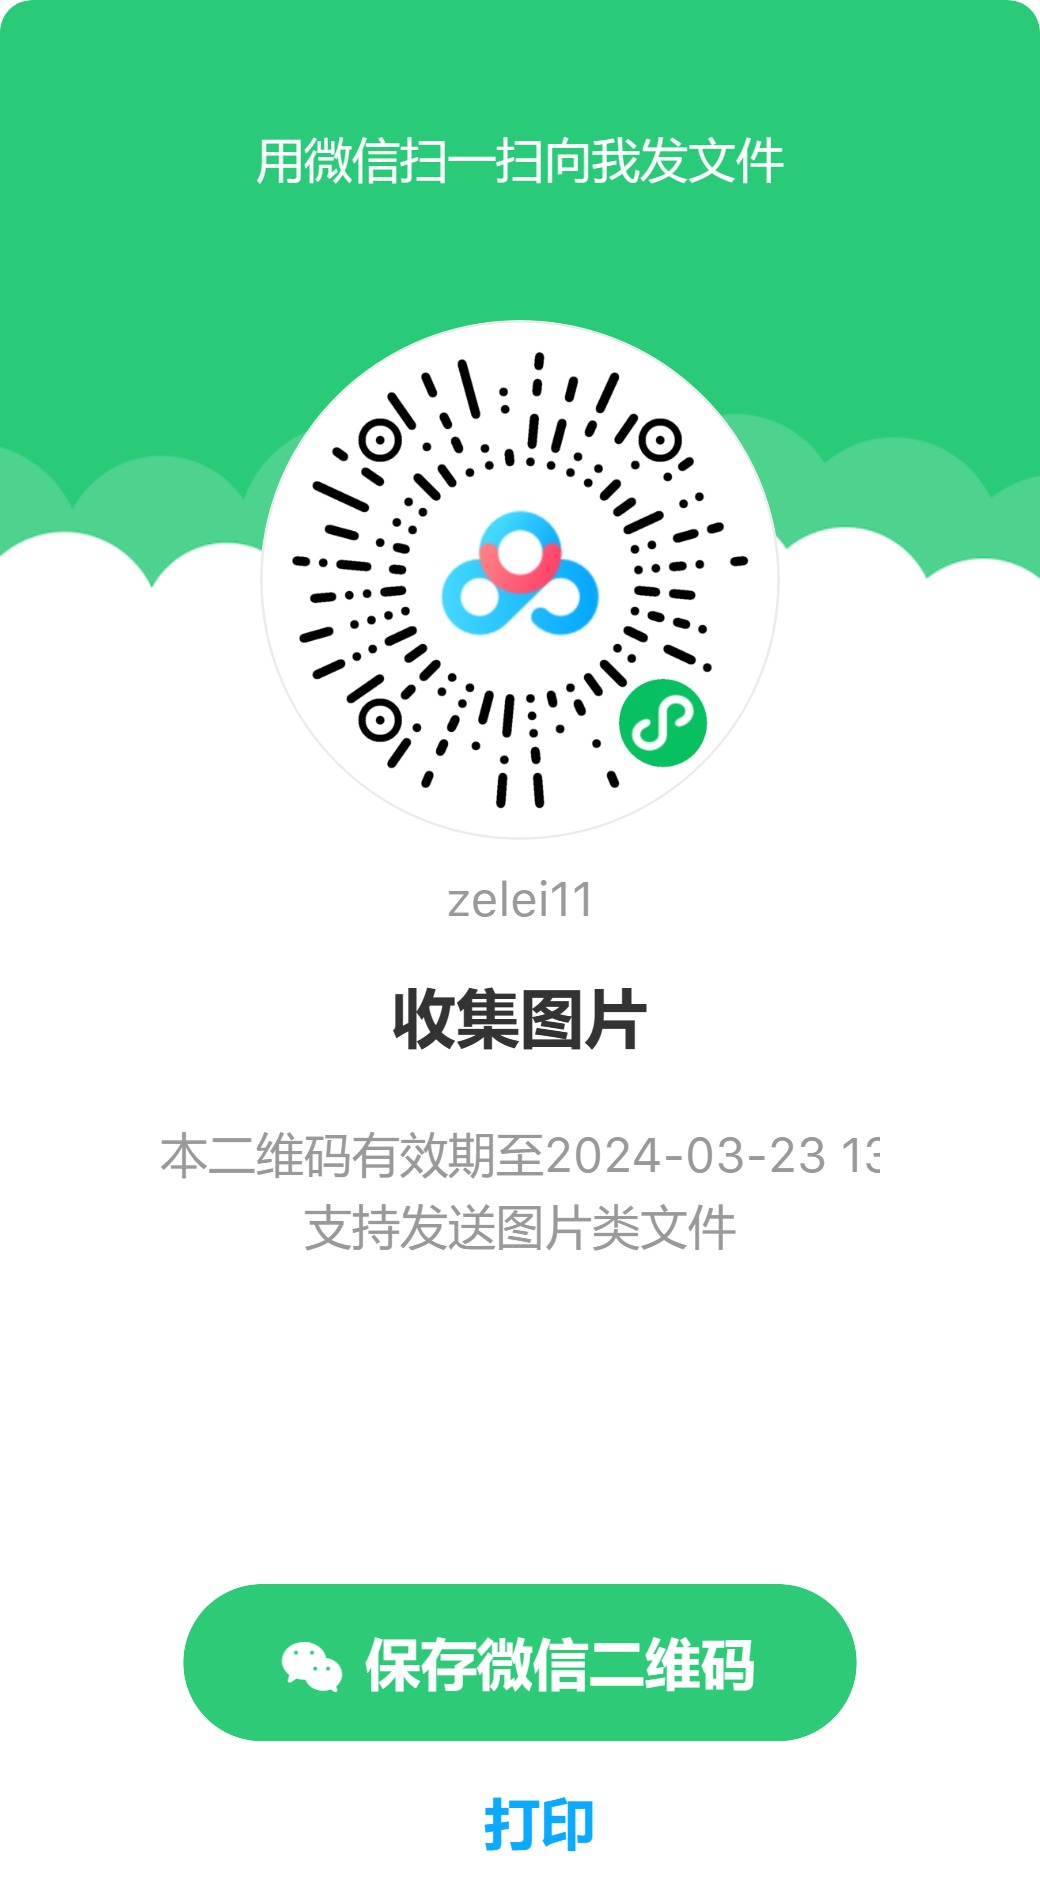 用微信扫一扫向我发文件
zelei11
收集图片
本二维码有效期至2024-03-23 13
支持发送图片类文件
保存微信二维码
打印